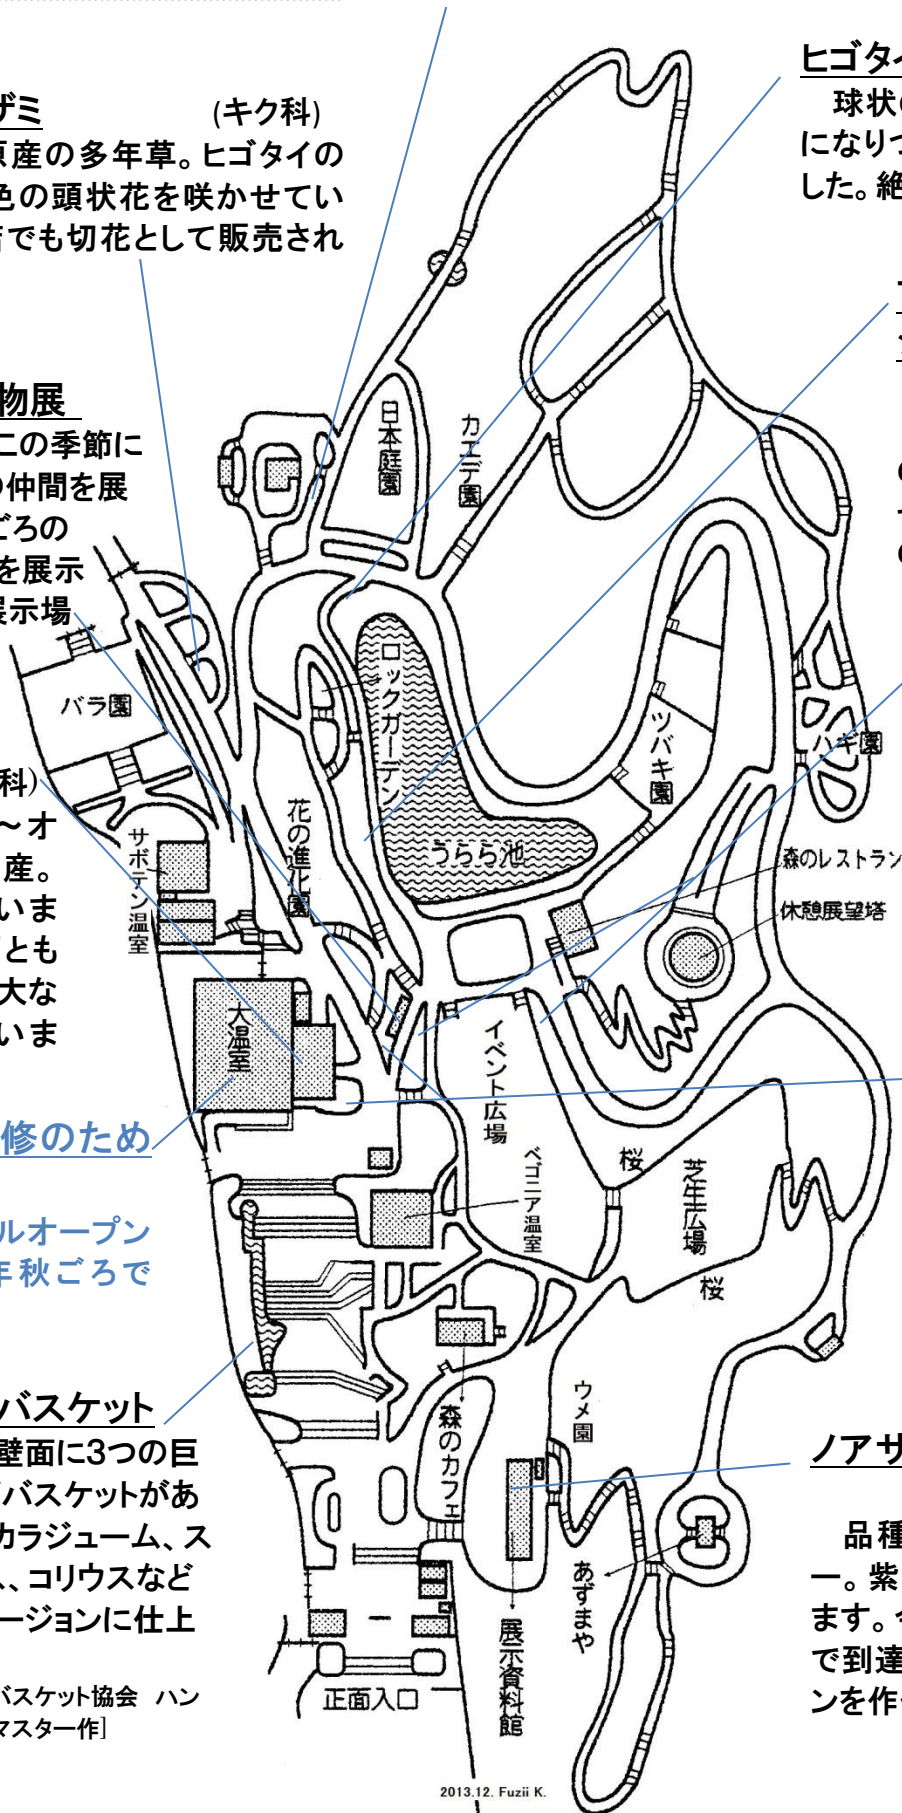 ザミ (キク科)
原産の多年草。ヒゴタイの
色の頭状花を咲かせてい
店でも切花として販売され
物展
この季節に
の仲間を展
ごろの
を展示
展示場
科)
～オ
産。
いま
とも
大な
いま
修のため
ルオープン
年秋ごろで
バスケット
壁面に3つの巨
グバスケットがあ
カラジューム、ス
ス、コリウスなど
ージョンに仕上
バスケット協会 ハン
マスター作]
ヒゴタイ
球状の
になりつ
した。絶
日本庭園
カエデ園
バラ園
ロックガーデン
ツバキ園
ハギ園
花の進化園
うらら池
サボテン温室
森のレストラン
休憩展望塔
大温室
イベント広場
桜
芝生広場
桜
ベゴニア温室
ウメ園
森のカフェ
あずまや
展示資料館
正面入口
ノアサ
品種
ー。紫
ます。今
で到達
ンを作
2013.12. Fuzii K.